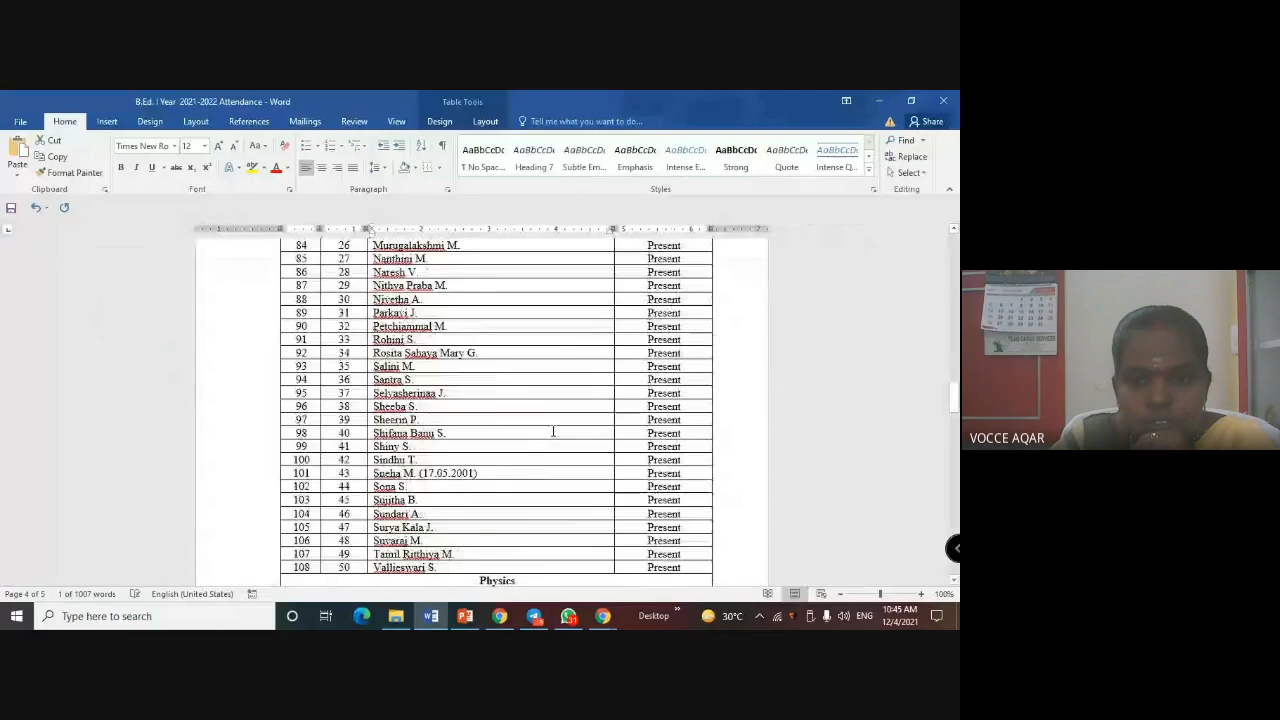 B.Ed. I Year 2021-2022 Attendance - Word
Table Tools
File Home Insert Design Layout References Mailings Review View Design Layout Tell me what you want to do... Share
Paste
Cut
Copy
Format Painter
Times New Ro 12
AaBbCcDc AaBbCcDc AaBbCcDc AaBbCcDc AaBbCcDc AaBbCcDc AaBbCcDc AaBbCcDc
¶ No Spac... Heading 7 Subtle Em... Emphasis Intense E... Strong Quote Intense Q...
Find
Replace
Select
Clipboard Font Paragraph Styles Editing
84 26 Murugalakshmi M. Present
85 27 Nanthini M. Present
86 28 Naresh V. Present
87 29 Nithya Praba M. Present
88 30 Nivetha A. Present
89 31 Parkavi J. Present
90 32 Petchiammal M. Present
91 33 Rohini S. Present
92 34 Rosita Sahaya Mary G. Present
93 35 Salini M. Present
94 36 Santra S. Present
95 37 Selvasherinaa J. Present
96 38 Sheeba S. Present
97 39 Sheerin P. Present
98 40 Shifana Banu S. Present
99 41 Shiny S. Present
100 42 Sindhu T. Present
101 43 Sneha M. (17.05.2001) Present
102 44 Sona S. Present
103 45 Sujitha B. Present
104 46 Sundari A. Present
105 47 Surya Kala J. Present
106 48 Suvaraj M. Present
107 49 Tamil Ritthiya M. Present
108 50 Vallieswari S. Present
Physics
Page 4 of 5 1 of 1007 words English (United States) 100%
Type here to search
Desktop
30°C
ENG
10:45 AM
12/4/2021
VOCCE AQAR